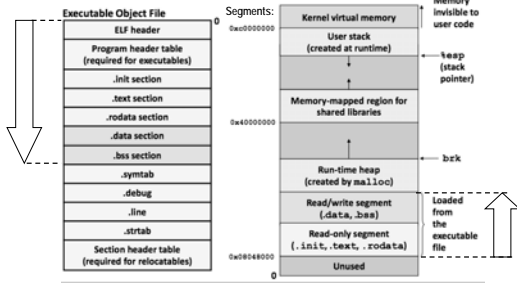 Executable Object File
0
ELF header
Program header table
(required for executables)
.init section
.text section
.rodata section
.data section
.bss section
.symtab
.debug
.line
.strtab
Section header table
(required for relocatables)
Segments:
0xc0000000
0x40000000
0x08048000
0
Kernel virtual memory
User stack
(created at runtime)
Memory-mapped region for
shared libraries
Run-time heap
(created by malloc)
Read/write segment
(.data, .bss)
Read-only segment
(.init, .text, .rodata)
Unused
Memory
invisible to
user code
%esp
(stack
pointer)
brk
Loaded
from
the
executable
file